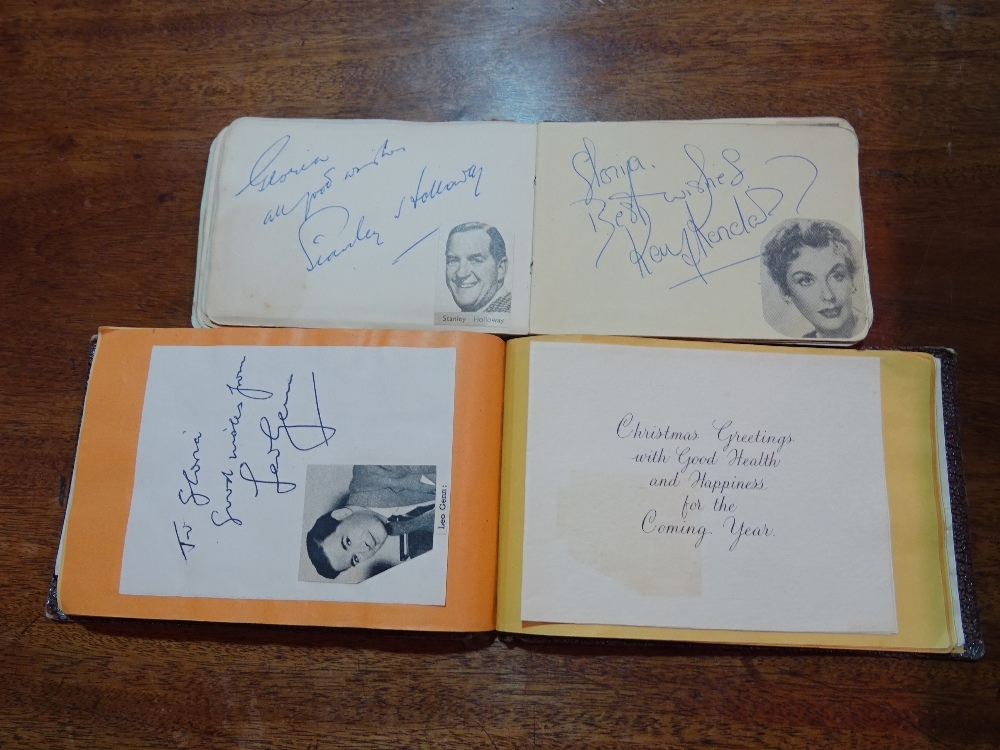 Gloria
all good wishes
Stanley Holloway
Stanley Holloway
Gloria.
Best wishes
Kay Kendall
To Gloria
Good wishes from
Leo Genn
Leo Genn:
Christmas Greetings
with Good Health
and Happiness
for the
Coming Year.